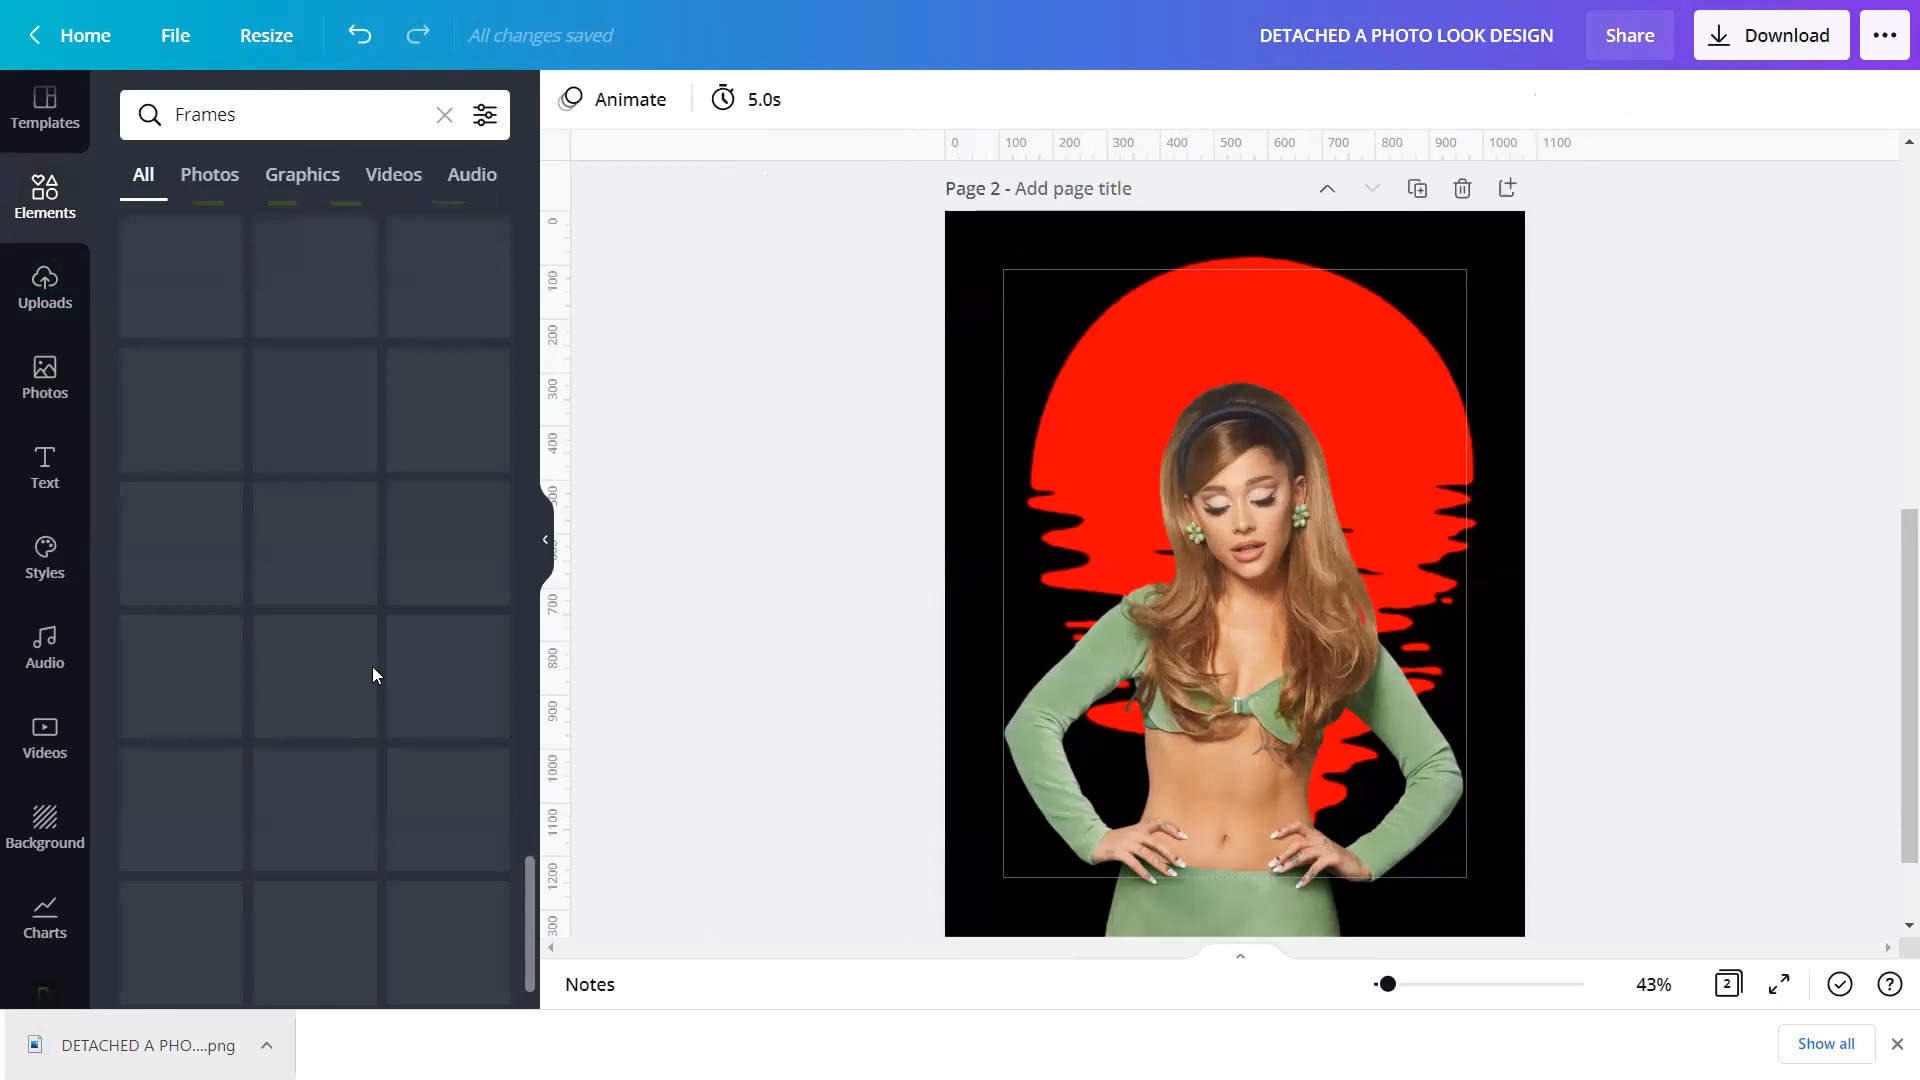 Home File Resize All changes saved DETACHED A PHOTO LOOK DESIGN Share Download
Templates
Elements
Uploads
Photos
Text
Styles
Audio
Videos
Background
Charts
Frames
All Photos Graphics Videos Audio
Animate 5.0s
0 100 200 300 400 500 600 700 800 900 1000 1100
Page 2 - Add page title
0
100
200
300
400
700
800
900
1000
1100
1200
Notes 43% 2
DETACHED A PHO....png
Show all